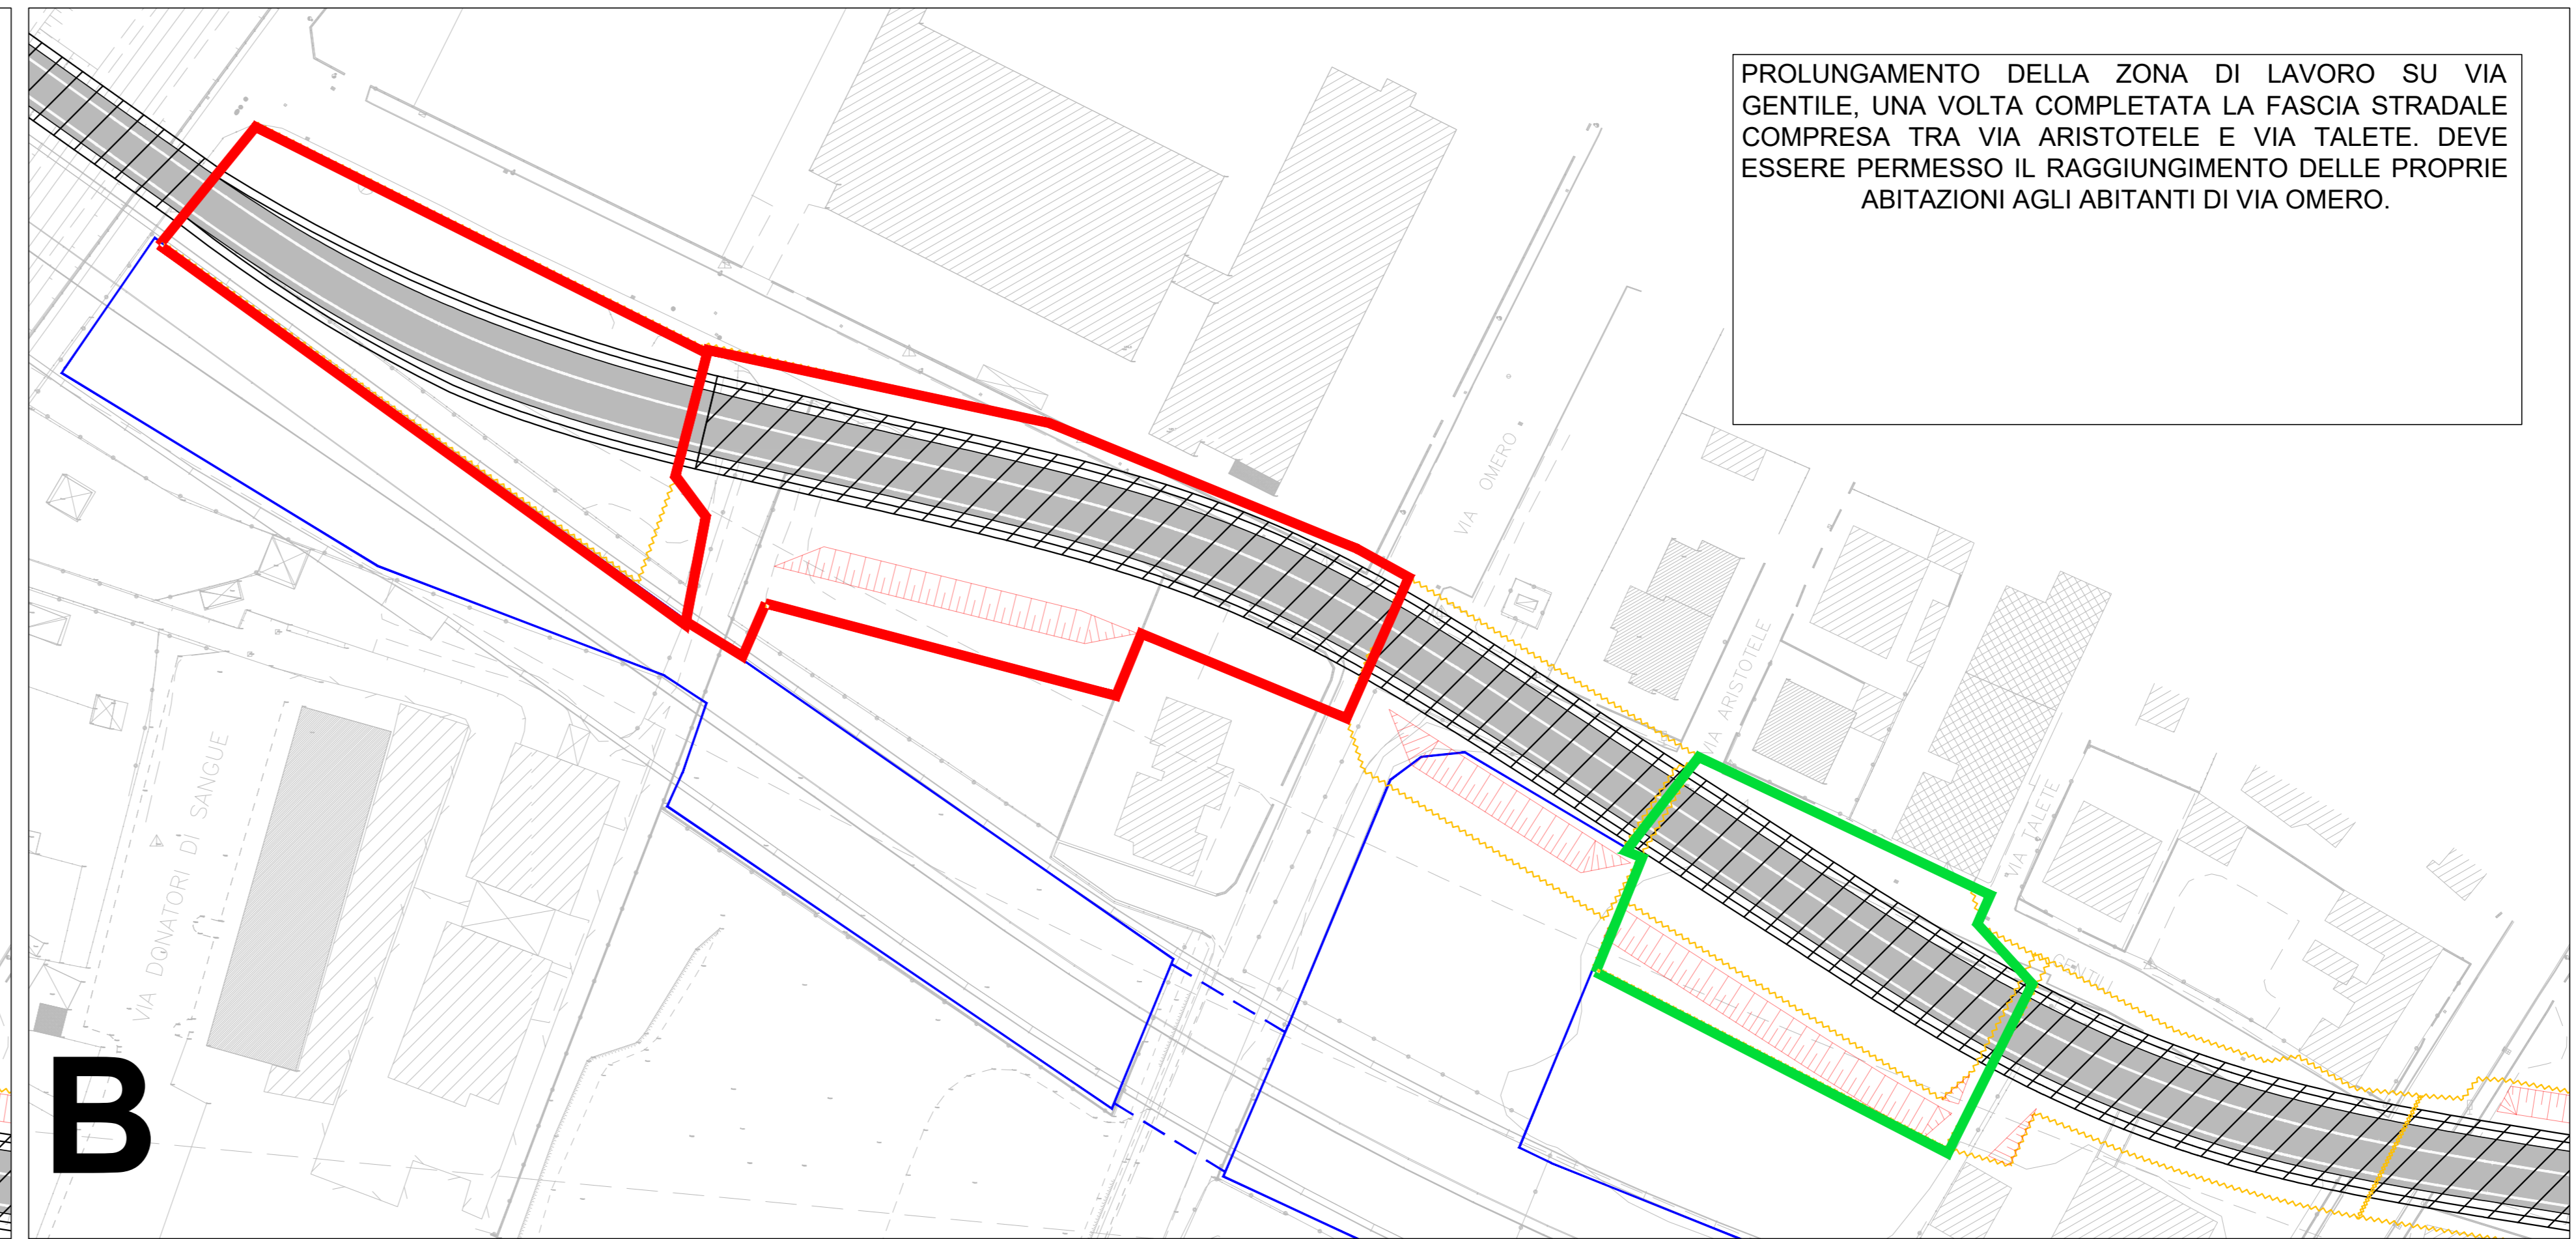 PROLUNGAMENTO DELLA ZONA DI LAVORO SU VIA
GENTILE, UNA VOLTA COMPLETATA LA FASCIA STRADALE
COMPRESA TRA VIA ARISTOTELE E VIA TALETE. DEVE
ESSERE PERMESSO IL RAGGIUNGIMENTO DELLE PROPRIE
ABITAZIONI AGLI ABITANTI DI VIA OMERO.
VIA OMERO
VIA ARISTOTELE
VIA TALETE
VIA DONATORI DI SANGUE
B